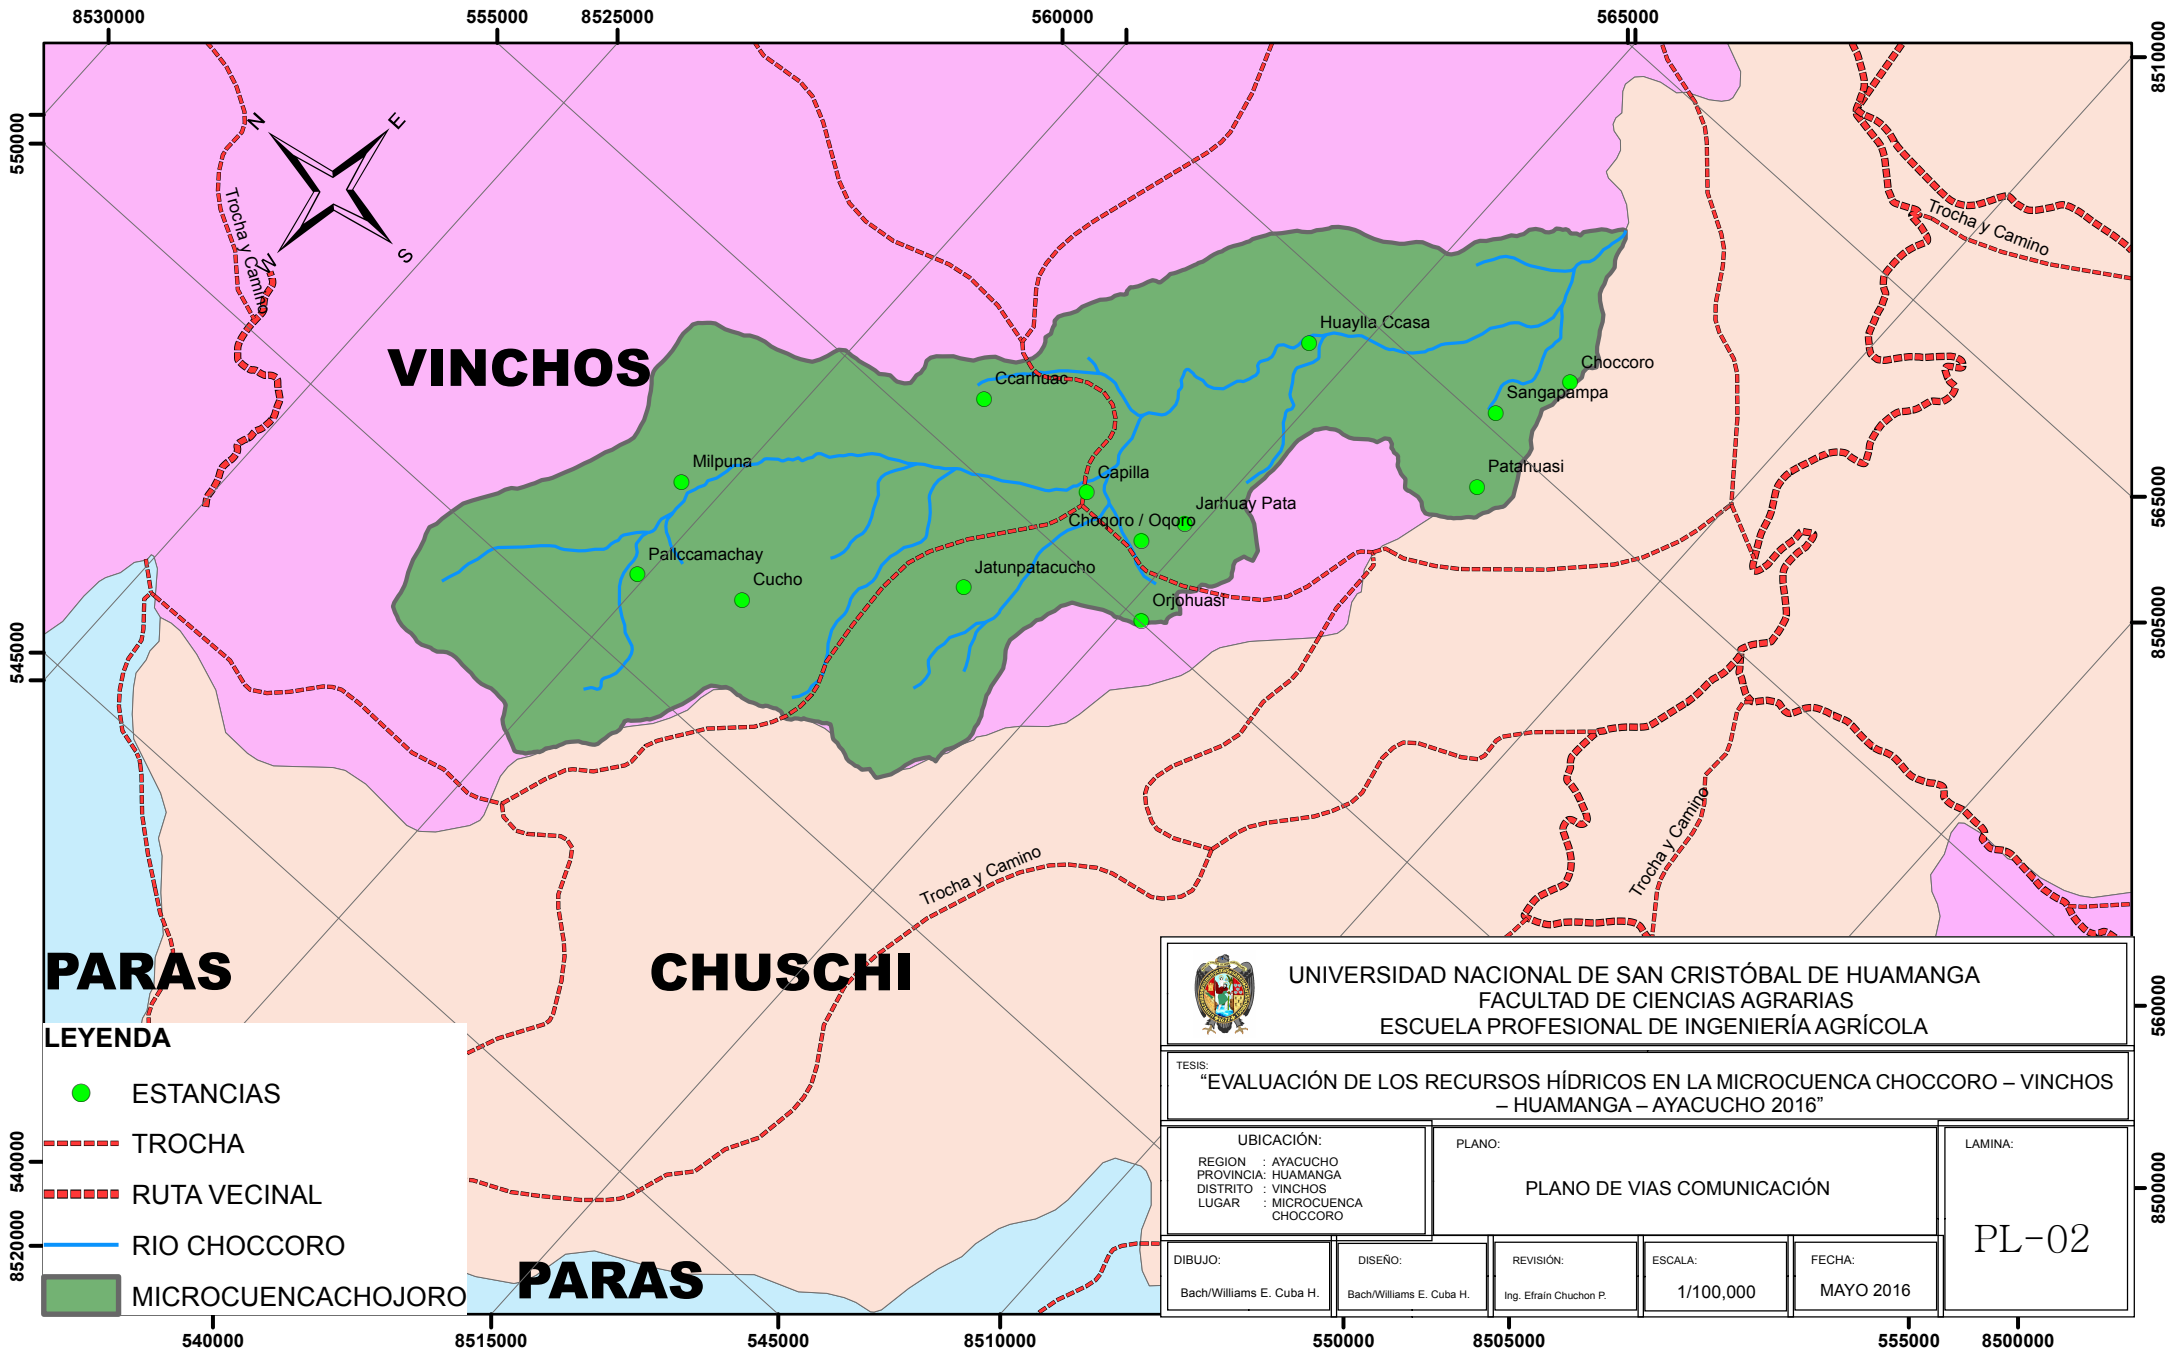 8530000
555000
8525000
560000
565000
8510000
550000
N
E
W
S
Trocha y Camino
Trocha y Camino
VINCHOS
Huaylla Ccasa
Choccoro
Ccarhuac
Sangapampa
Milpuna
Capilla
Patahuasi
565000
Jarhuay Pata
Choqoro / Oqoro
Pallccamachay
Cucho
Jatunpatacucho
Orjohuasi
545000
8505000
Trocha y Camino
Trocha y Camino
PARAS
CHUSCHI
560000
LEYENDA
ESTANCIAS
TROCHA
RUTA VECINAL
RIO CHOCCORO
MICROCUENCACHOJORO
540000
8520000
PARAS
8500000
UNIVERSIDAD NACIONAL DE SAN CRISTÓBAL DE HUAMANGA
FACULTAD DE CIENCIAS AGRARIAS
ESCUELA PROFESIONAL DE INGENIERÍA AGRÍCOLA
TESIS:
“EVALUACIÓN DE LOS RECURSOS HÍDRICOS EN LA MICROCUENCA CHOCCORO – VINCHOS
– HUAMANGA – AYACUCHO 2016”
UBICACIÓN:
REGION : AYACUCHO
PROVINCIA: HUAMANGA
DISTRITO : VINCHOS
LUGAR : MICROCUENCA
CHOCCORO
PLANO:
PLANO DE VIAS COMUNICACIÓN
LAMINA:
PL-02
DIBUJO:
Bach/Williams E. Cuba H.
DISEÑO:
Bach/Williams E. Cuba H.
REVISIÓN:
Ing. Efraín Chuchon P.
ESCALA:
1/100,000
FECHA:
MAYO 2016
540000
8515000
545000
8510000
550000
8505000
555000
8500000